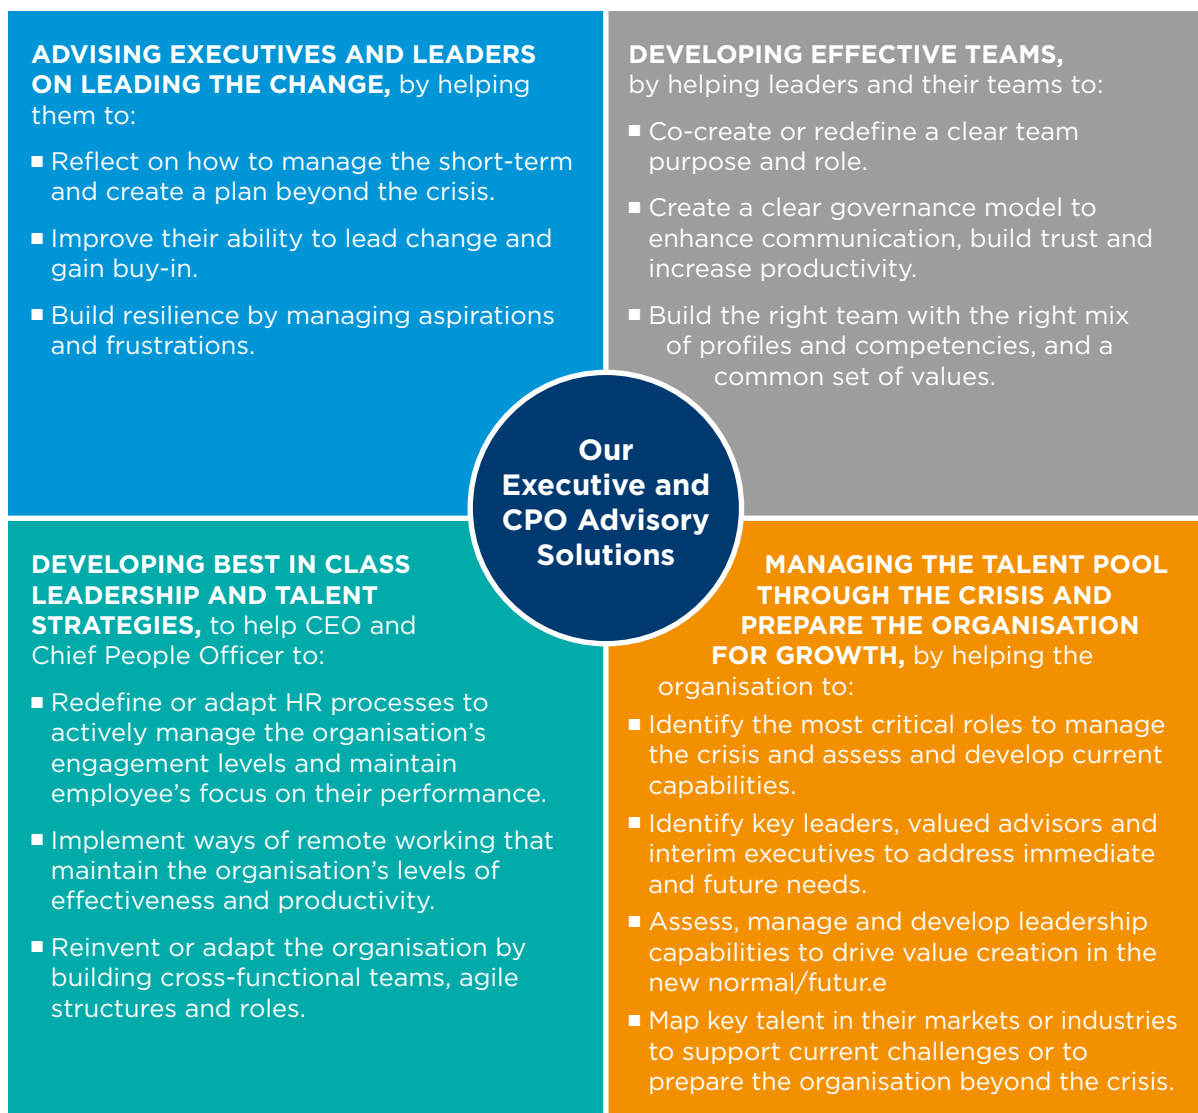 ADVISING EXECUTIVES AND LEADERS
ON LEADING THE CHANGE, by helping
them to:
■ Reflect on how to manage the short-term
and create a plan beyond the crisis.
■ Improve their ability to lead change and
gain buy-in.
■ Build resilience by managing aspirations
and frustrations.
DEVELOPING EFFECTIVE TEAMS,
by helping leaders and their teams to:
■ Co-create or redefine a clear team
purpose and role.
■ Create a clear governance model to
enhance communication, build trust and
increase productivity.
■ Build the right team with the right mix
of profiles and competencies, and a
common set of values.
Our
Executive and
CPO Advisory
Solutions
DEVELOPING BEST IN CLASS
LEADERSHIP AND TALENT
STRATEGIES, to help CEO and
Chief People Officer to:
■ Redefine or adapt HR processes to
actively manage the organisation’s
engagement levels and maintain
employee’s focus on their performance.
■ Implement ways of remote working that
maintain the organisation’s levels of
effectiveness and productivity.
■ Reinvent or adapt the organisation by
building cross-functional teams, agile
structures and roles.
MANAGING THE TALENT POOL
THROUGH THE CRISIS AND
PREPARE THE ORGANISATION
FOR GROWTH, by helping the
organisation to:
■ Identify the most critical roles to manage
the crisis and assess and develop current
capabilities.
■ Identify key leaders, valued advisors and
interim executives to address immediate
and future needs.
■ Assess, manage and develop leadership
capabilities to drive value creation in the
new normal/futur.e
■ Map key talent in their markets or industries
to support current challenges or to
prepare the organisation beyond the crisis.